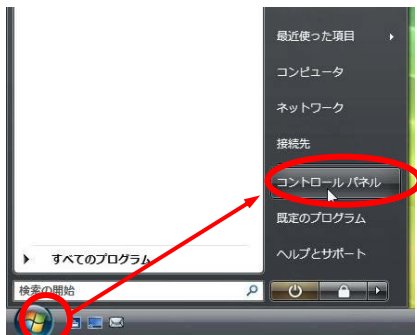 最近使った項目
コンピュータ
ネットワーク
接続先
コントロール パネル
既定のプログラム
ヘルプとサポート
すべてのプログラム
検索の開始